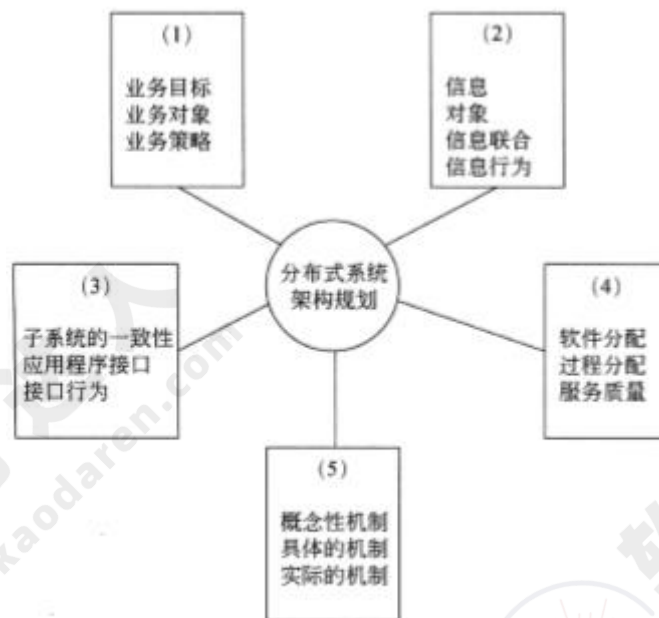 (1)
业务目标
业务对象
业务策略
(2)
信息
对象
信息联合
信息行为
分布式系统
架构规划
(3)
子系统的一致性
应用程序接口
接口行为
(4)
软件分配
过程分配
服务质量
(5)
概念性机制
具体的机制
实际的机制
kaodaren.com